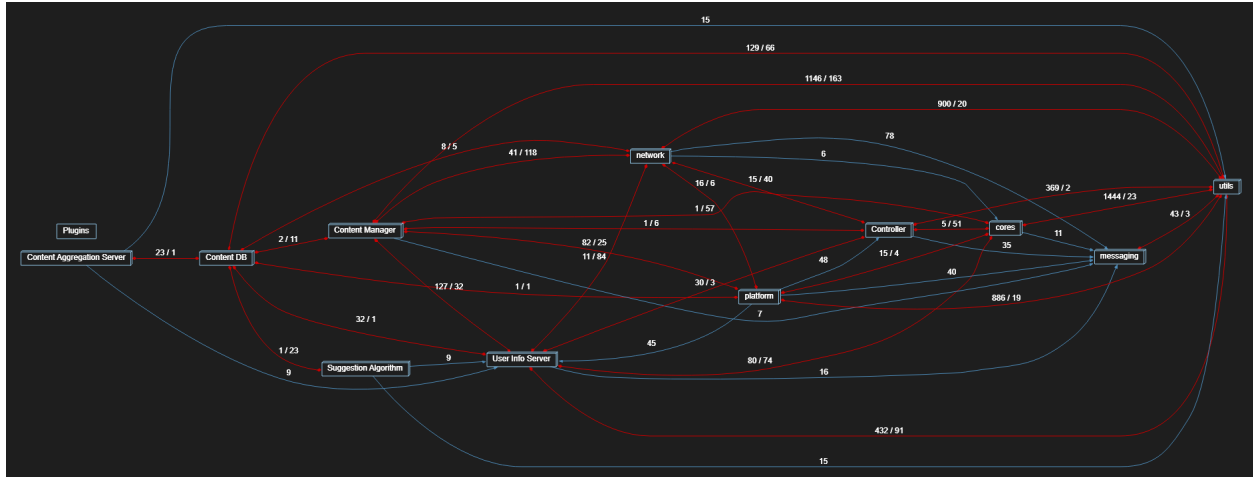 15
129 / 66
1146 / 163
900 / 20
78
8 / 5
41 / 118
6
network
16 / 6
15 / 40
369 / 2
utils
1444 / 23
1 / 57
43 / 3
Plugins
Content Manager
1 / 6
Controller
5 / 51
cores
11
2 / 11
82 / 25
35
23 / 1
Content Aggregation Server
Content DB
11 / 84
48
15 / 4
messaging
40
127 / 32
1 / 1
30 / 3
platform
886 / 19
7
32 / 1
45
1 / 23
9
User Info Server
80 / 74
Suggestion Algorithm
9
16
432 / 91
15